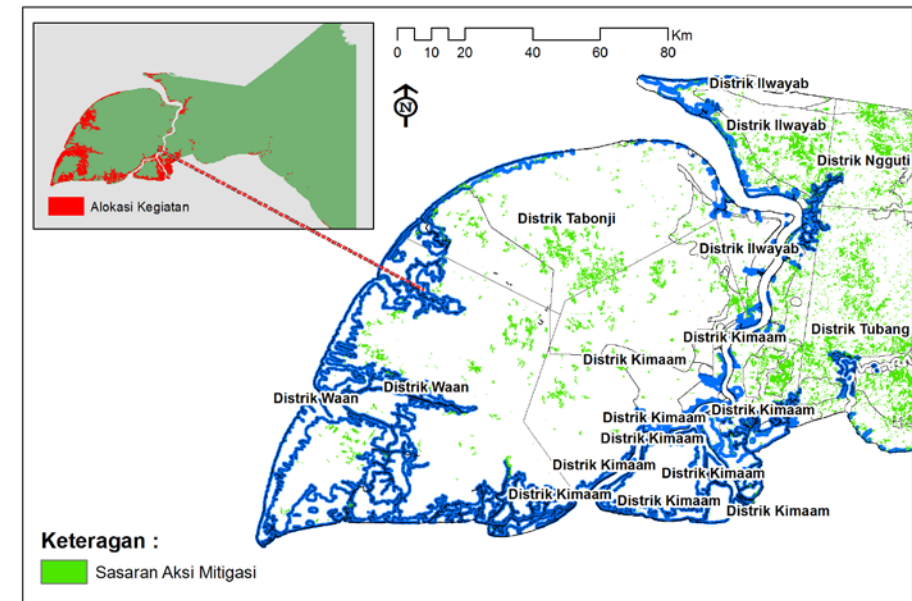 Alokasi Kegiatan
Km
0 5 10 20 40 60 80
N
Distrik Ilwayab
Distrik Ilwayab
Distrik Ngguti
Distrik Tabonji
Distrik Ilwayab
Distrik Tubang
Distrik Kimaam
Distrik Kimaam
Distrik Waan
Distrik Waan
Distrik Kimaam
Distrik Kimaam
Distrik Kimaam
Distrik Kimaam
Distrik Kimaam
Distrik Kimaam
Distrik Kimaam
Distrik Kimaam
Keteragan :
Sasaran Aksi Mitigasi